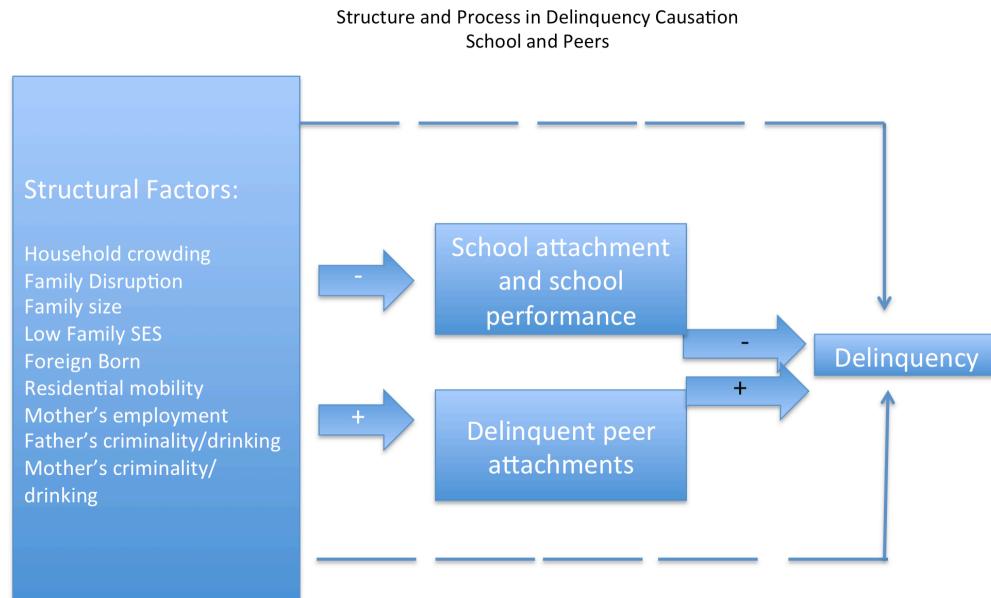 Structure and Process in Delinquency Causation
School and Peers
Structural Factors:
Household crowding
Family Disruption
Family size
Low Family SES
Foreign Born
Residential mobility
Mother's employment
Father's criminality/drinking
Mother's criminality/
drinking
-
+
School attachment
and school
performance
Delinquent peer
attachments
-
+
Delinquency